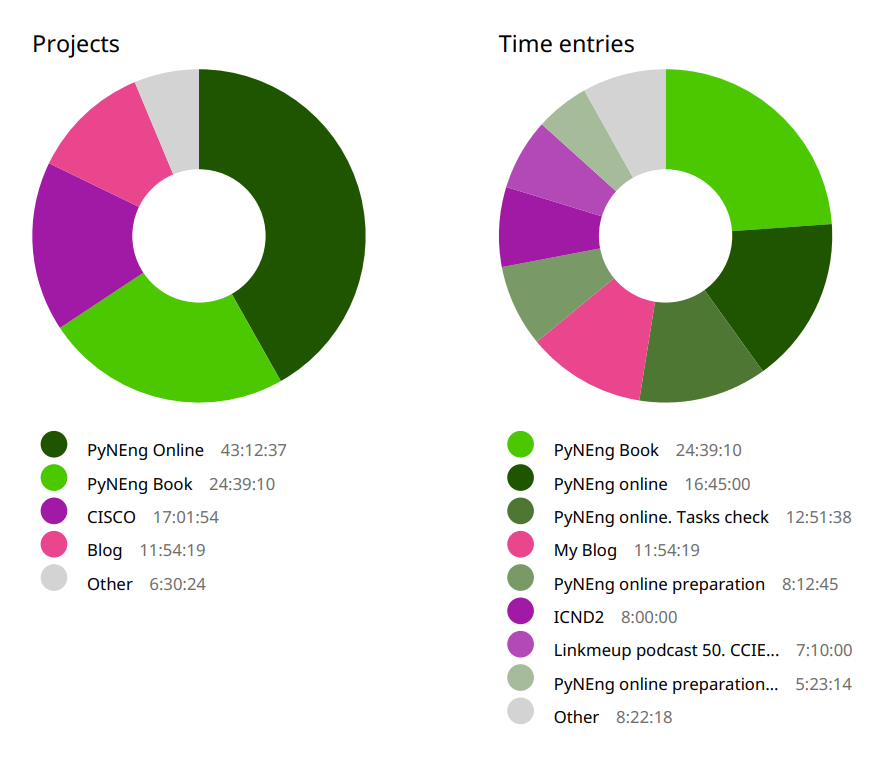 Projects
PyNEng Online 43:12:37
PyNEng Book 24:39:10
CISCO 17:01:54
Blog 11:54:19
Other 6:30:24
Time entries
PyNEng Book 24:39:10
PyNEng online 16:45:00
PyNEng online. Tasks check 12:51:38
My Blog 11:54:19
PyNEng online preparation 8:12:45
ICND2 8:00:00
Linkmeup podcast 50. CCIE... 7:10:00
PyNEng online preparation... 5:23:14
Other 8:22:18